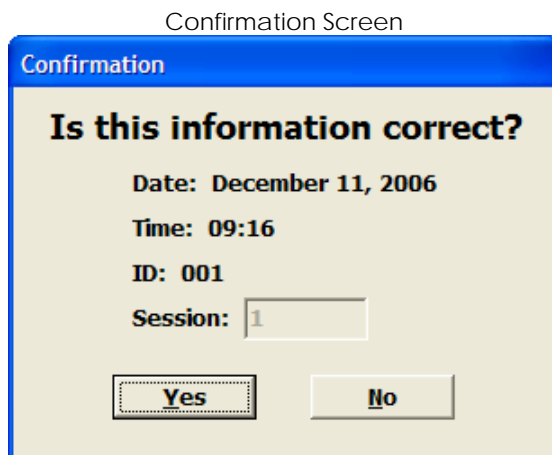 Confirmation Screen
Confirmation
Is this information correct?
Date: December 11, 2006
Time: 09:16
ID: 001
Session: 1
Yes No